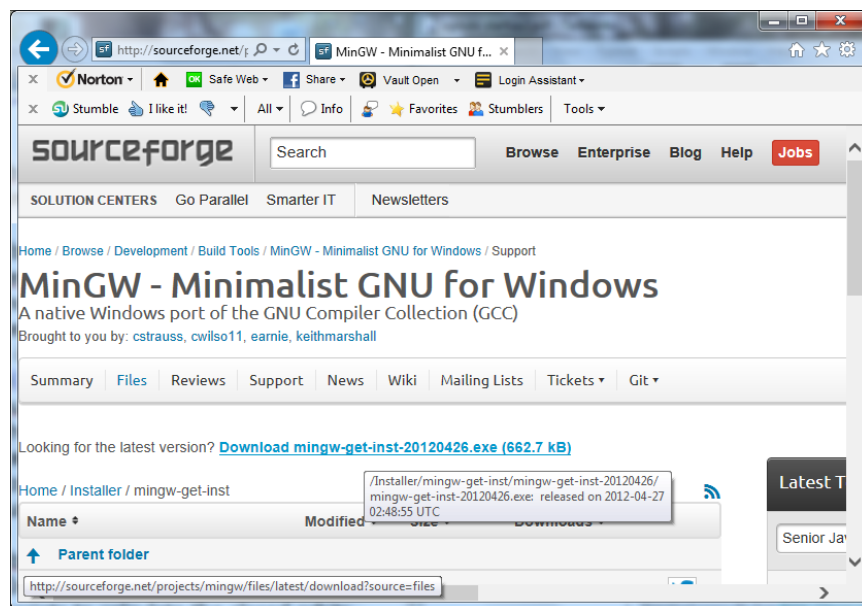 http://sourceforge.net/p
MinGW - Minimalist GNU f...
x Norton
OK Safe Web
Share
Vault Open
Login Assistant
x Stumble I like it! All Info Favorites Stumblers Tools
sourceforge
Search
Browse Enterprise Blog Help Jobs
SOLUTION CENTERS Go Parallel Smarter IT Newsletters
Home / Browse / Development / Build Tools / MinGW - Minimalist GNU for Windows / Support
MinGW - Minimalist GNU for Windows
A native Windows port of the GNU Compiler Collection (GCC)
Brought to you by: cstrauss, cwilso11, earnie, keithmarshall
Summary Files Reviews Support News Wiki Mailing Lists Tickets Git
Looking for the latest version? Download mingw-get-inst-20120426.exe (662.7 kB)
/Installer/mingw-get-inst/mingw-get-inst-20120426/
mingw-get-inst-20120426.exe: released on 2012-04-27
02:48:55 UTC
Home / Installer / mingw-get-inst
Latest T
Name Modified Size Downloads
Senior Jav
Parent folder
http://sourceforge.net/projects/mingw/files/latest/download?source=files